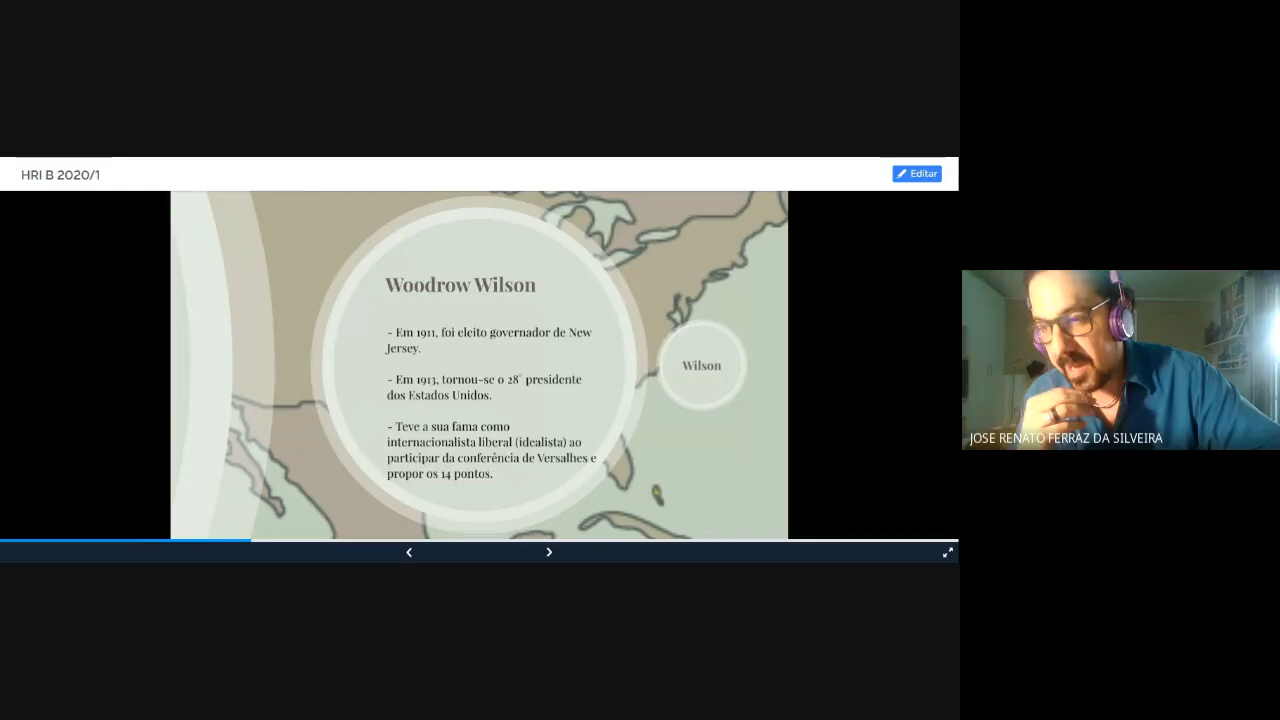 HRI B 2020/1
Editar
Woodrow Wilson
- Em 1911, foi eleito governador de New
Jersey.
- Em 1913, tornou-se o 28° presidente
dos Estados Unidos.
- Teve a sua fama como
internacionalista liberal (idealista) ao
participar da conferência de Versalhes e
propor os 14 pontos.
Wilson
JOSE RENATO FERRAZ DA SILVEIRA